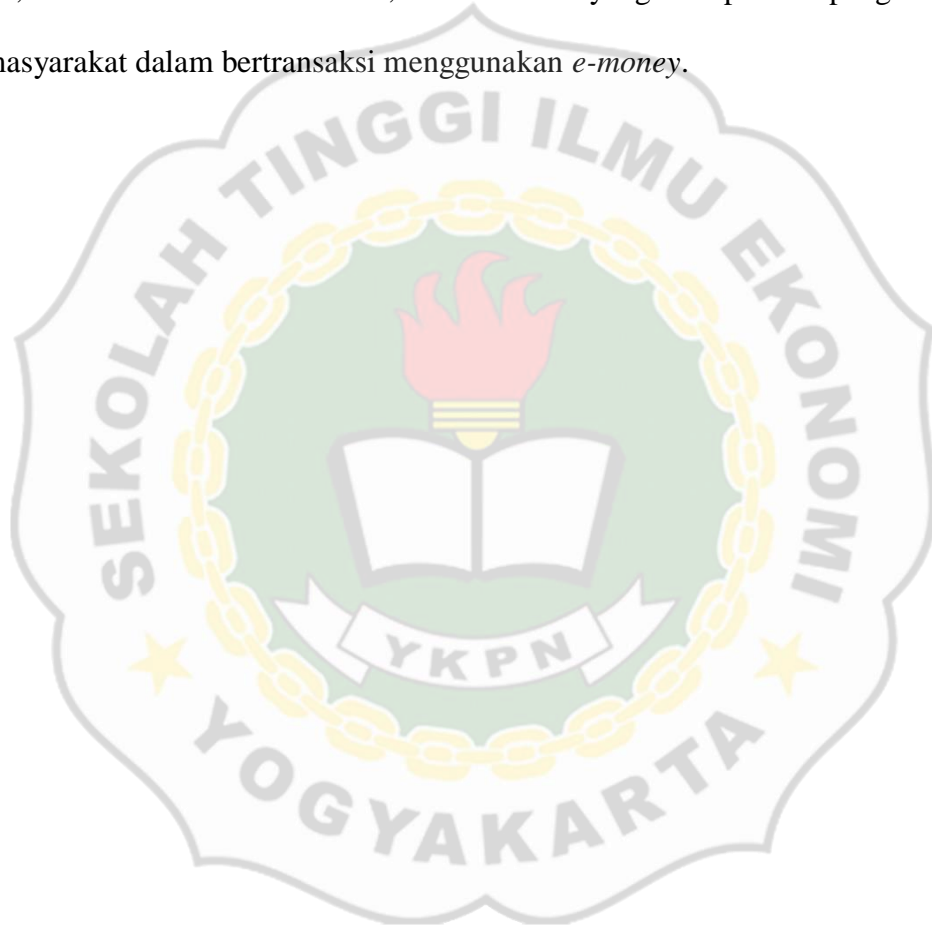 masyarakat dalam bertransaksi menggunakan e-money.
SEKOLAH TINGGI ILMU EKONOMI
YKPN
YOGYAKARTA